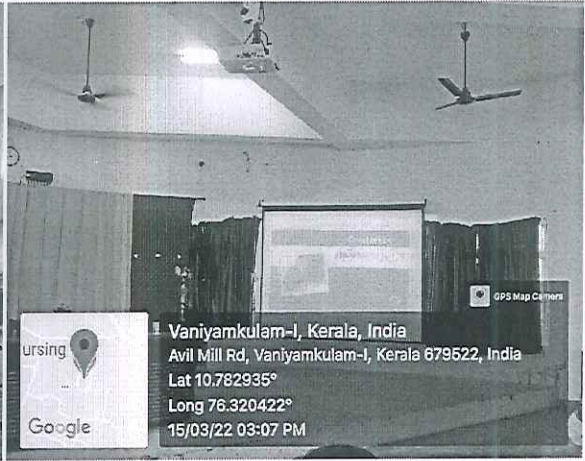 GPS Map Camera
Vaniyamkulam-I, Kerala, India
Avil Mill Rd, Vaniyamkulam-I, Kerala 679522, India
Lat 10.782935°
Long 76.320422°
15/03/22 03:07 PM
ursing
Google